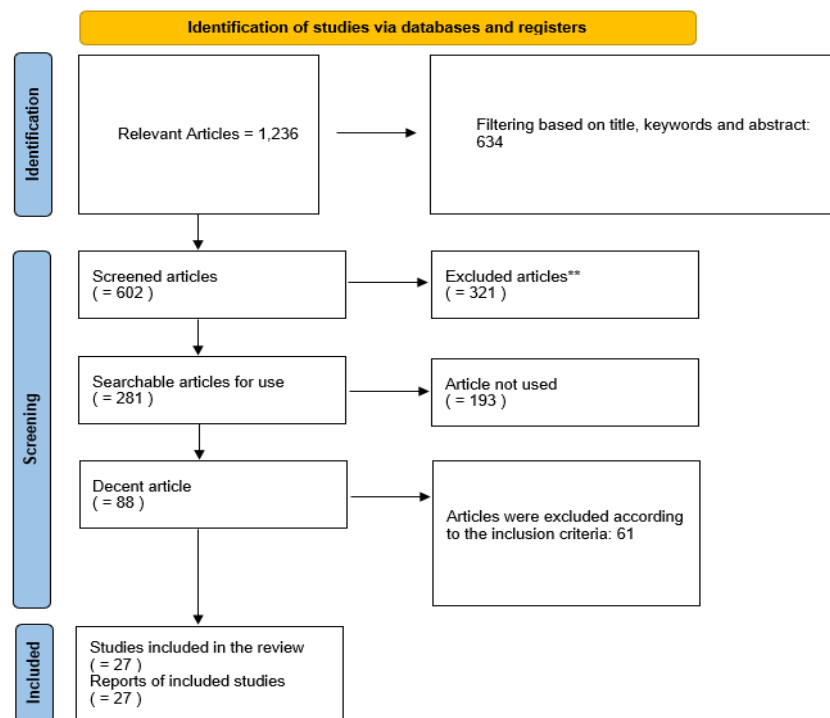 Identification of studies via databases and registers
Identification
Relevant Articles = 1,236
Filtering based on title, keywords and abstract:
634
Screening
Screened articles
( = 602 )
Excluded articles**
( = 321 )
Searchable articles for use
( = 281 )
Article not used
( = 193 )
Decent article
( = 88 )
Articles were excluded according
to the inclusion criteria: 61
Included
Studies included in the review
( = 27 )
Reports of included studies
( = 27 )